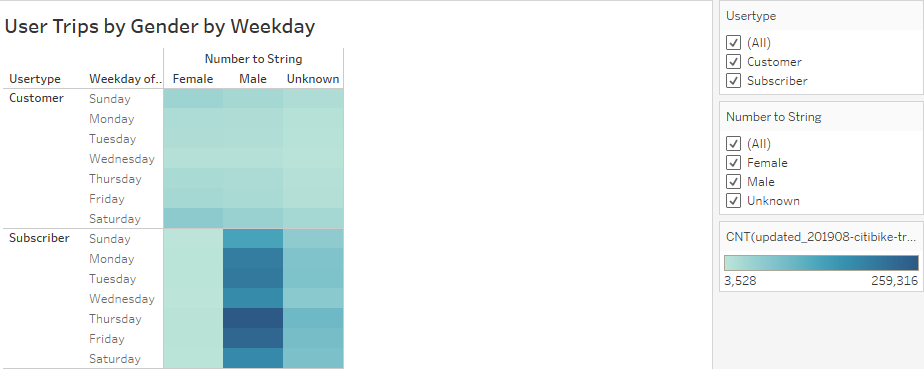 User Trips by Gender by Weekday
Number to String
Usertype Weekday of.. Female Male Unknown
Customer Sunday
Monday
Tuesday
Wednesday
Thursday
Friday
Saturday
Subscriber Sunday
Monday
Tuesday
Wednesday
Thursday
Friday
Saturday
Usertype
(All)
Customer
Subscriber
Number to String
(All)
Female
Male
Unknown
CNT(updated_201908-citibike-tr...
3,528 259,316